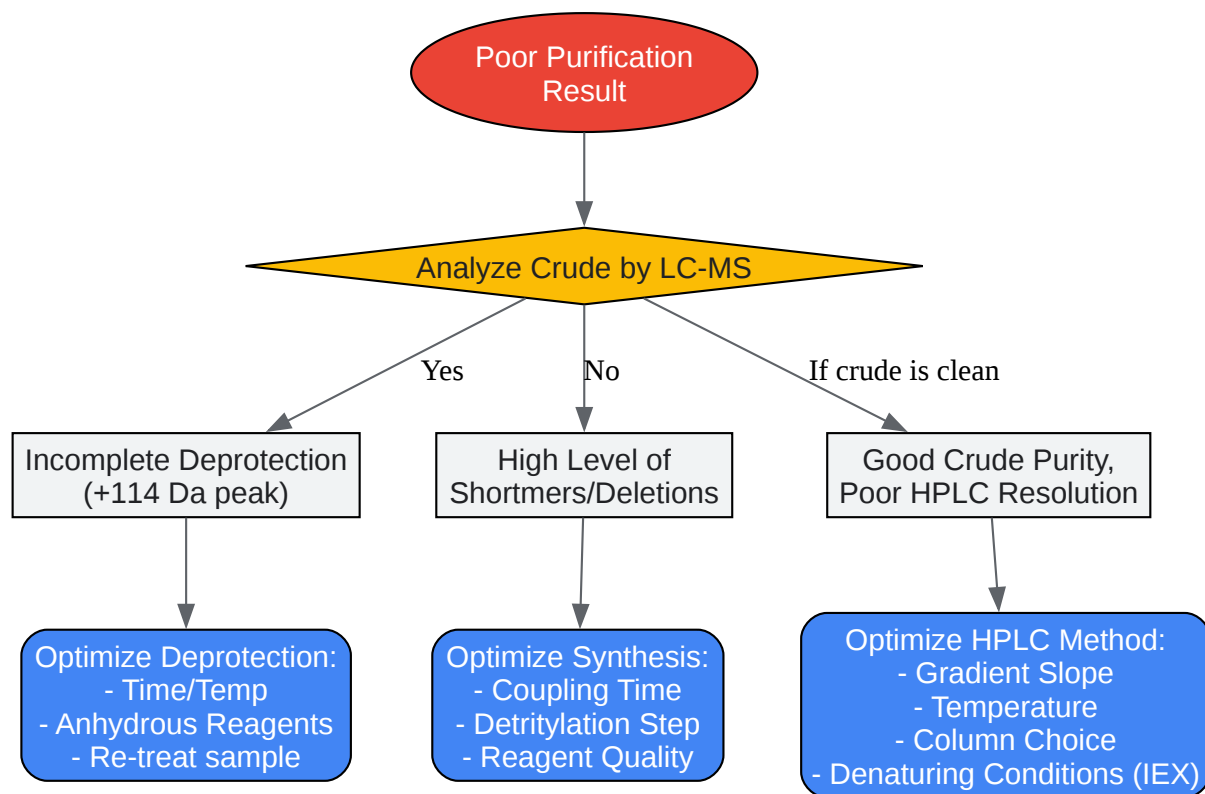 Poor Purification
Result
Analyze Crude by LC-MS
Yes
No
If crude is clean
Incomplete Deprotection
(+114 Da peak)
High Level of
Shortmers/Deletions
Good Crude Purity,
Poor HPLC Resolution
Optimize Deprotection:
- Time/Temp
- Anhydrous Reagents
- Re-treat sample
Optimize Synthesis:
- Coupling Time
- Detritylation Step
- Reagent Quality
Optimize HPLC Method:
- Gradient Slope
- Temperature
- Column Choice
- Denaturing Conditions (IEX)